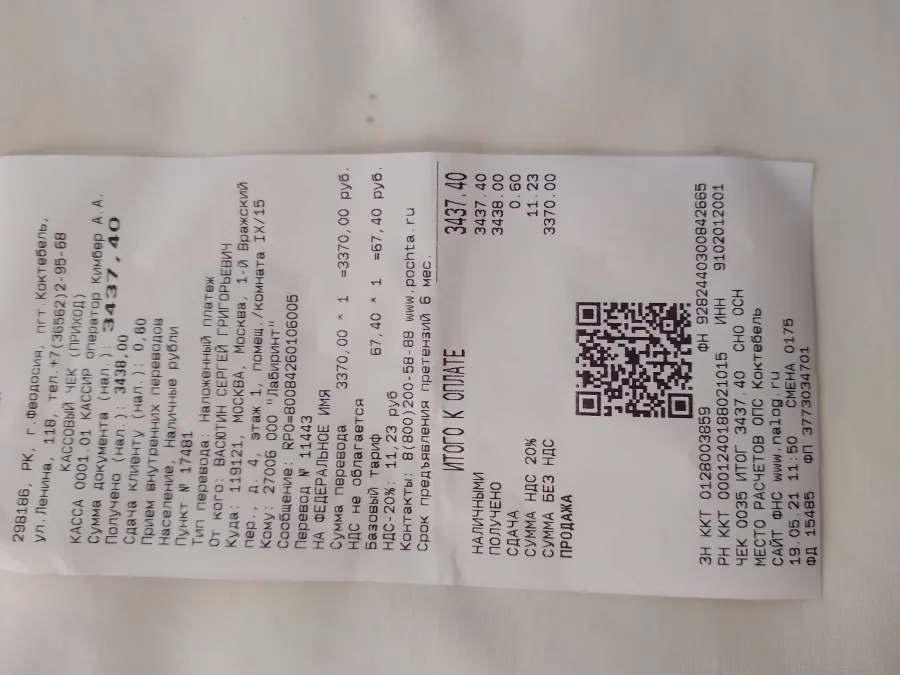 298186, РК, г.Феодосия, пгт.Коктебель,
ул.Ленина, 118, тел.+7(36562)2-95-68
КАССОВЫЙ ЧЕК (ПРИХОД)
КАССА 0001.01 КАССИР оператор Кимбер А.А.
Сумма документа (нал.): 3437,40
Получено (нал.): 3438,00
Сдача клиенту (нал.): 0,60
Прием внутренних переводов
Население, Наличные рубли
Пункт № 17481
Тип перевода: Наложенный платеж
От кого: ВАСЮТИН СЕРГЕЙ ГРИГОРЬЕВИЧ
Куда: 119121, МОСКВА, Москва, 1-й Вражский
пер., д. 4, этаж 1, помещ./комната IX/15
Кому: 27006 ООО "Лабиринт"
Сообщение: RPO=80084260106005
Перевод № 11443
НА ФЕДЕРАЛЬНОЕ ИМЯ
Сумма перевода 3370,00 * 1 =3370,00 руб.
НДС не облагается
Базовый тариф 67,40 * 1 =67,40 руб.
НДС-20%: 11,23 руб
Контакты: 8(800)200-58-88 www.pochta.ru
Срок предъявления претензий 6 мес.
ИТОГО К ОПЛАТЕ 3437.40
НАЛИЧНЫМИ 3437.40
ПОЛУЧЕНО 3438.00
СДАЧА 0.60
СУММА НДС 20% 11.23
СУММА БЕЗ НДС 3370.00
ПРОДАЖА
ЗН ККТ 0128003859 ФН 9282440300842665
РН ККТ 0001240188021015 ИНН 9102012001
ЧЕК 0035 ИТОГ 3437.40 СНО ОСН
МЕСТО РАСЧЕТОВ ОПС Коктебель
САЙТ ФНС www.nalog.ru
19.05.21 11:50 СМЕНА 0175
ФД 15485 ФП 3773034701